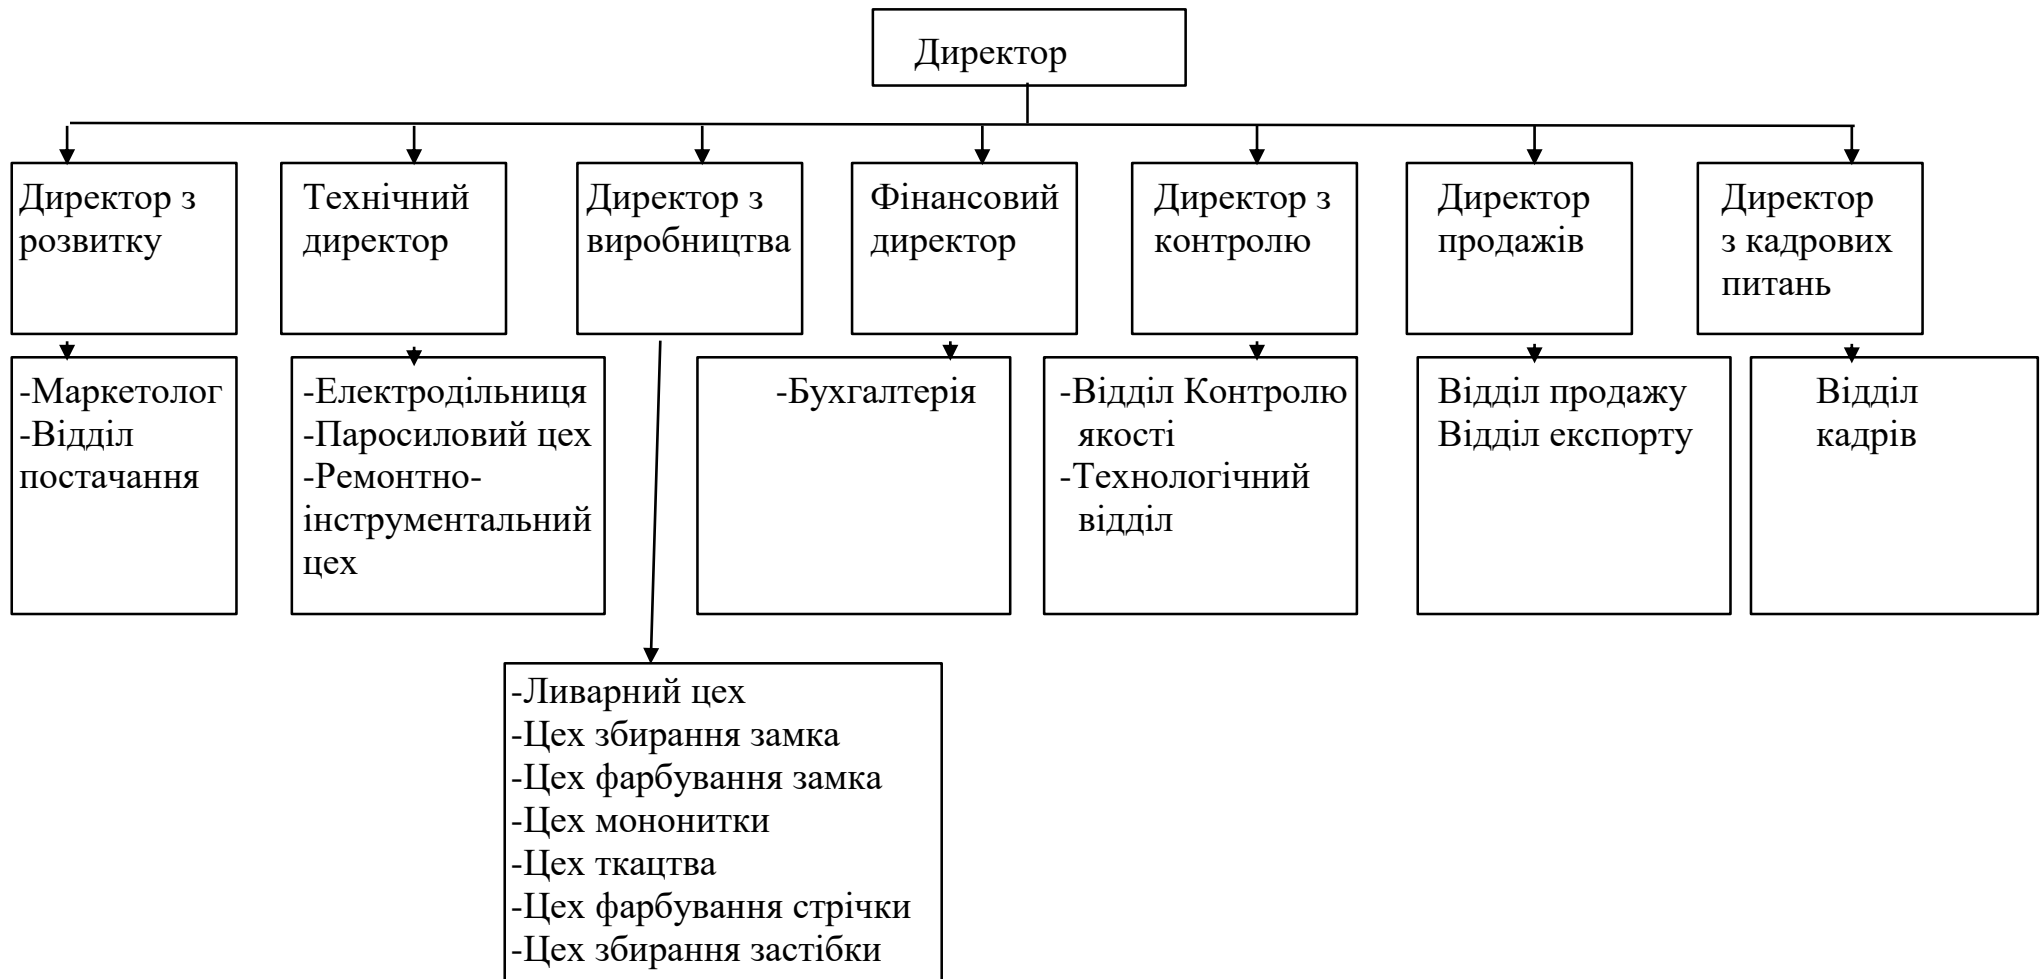 Директор
Директор з
розвитку
Технічний
директор
Директор з
виробництва
Фінансовий
директор
Директор з
контролю
Директор
продажів
Директор
з кадрових
питань
-Маркетолог
-Відділ
постачання
-Електродільниця
-Паросиловий цех
-Ремонтно-
інструментальний
цех
-Бухгалтерія
-Відділ Контролю
якості
-Технологічний
відділ
Відділ продажу
Відділ експорту
Відділ
кадрів
-Ливарний цех
-Цех збирання замка
-Цех фарбування замка
-Цех мононитки
-Цех ткацтва
-Цех фарбування стрічки
-Цех збирання застібки